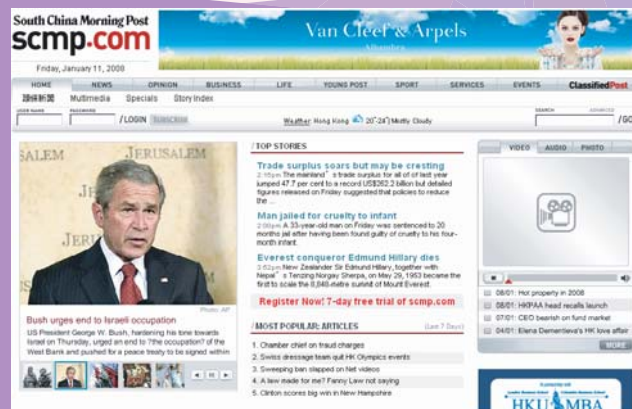 South China Morning Post
scmp.com
Van Cleef & Arpels
Alhambra
Friday, January 11, 2008
HOME NEWS OPINION BUSINESS LIFE YOUNG POST SPORT SERVICES EVENTS ClassifiedPost
Multimedia Specials Story Index
USER NAME PASSWORD SEARCH ADVANCED
/LOGIN SUBSCRIBE Weather Hong Kong 20°-24°| Mostly Cloudy /GO
SALEM JERUSALEM
JERU
Photo: AP
Bush urges end to Israeli occupation
US President George W. Bush, hardening his tone towards
Israel on Thursday, urged an end to ?the occupation? of the
West Bank and pushed for a peace treaty to be signed within
/TOP STORIES
Trade surplus soars but may be cresting
2:15pm The mainland" s trade surplus for all of last year
jumped 47.7 per cent to a record US$262.2 billion but detailed
figures released on Friday suggested that policies to reduce
the ...
Man jailed for cruelty to infant
2:00pm A 33-year-old man on Friday was sentenced to 20
months jail after having been found guilty of cruelty to his four-
month infant.
Everest conqueror Edmund Hillary dies
3:52pm New Zealander Sir Edmund Hillary, together with
Nepal" s Tenzing Norgay Sherpa, on May 29, 1953 became the
first to scale the 8,848-metre summit of Mount Everest.
Register Now! 7-day free trial of scmp.com
/MOST POPULAR: ARTICLES (Last 7 Days)
1. Chamber chief on fraud charges
2. Swiss dressage team quit HK Olympics events
3. Sweeping ban slapped on Net videos
4. A law made for me? Fanny Law not saying
5. Clinton scores big win in New Hampshire
VIDEO AUDIO PHOTO
08/01: Hot property in 2008
08/01: HKPAA head recalls launch
07/01: CEO bearish on fund market
04/01: Elena Dementieva's HK love affair
MORE
HKU MBA